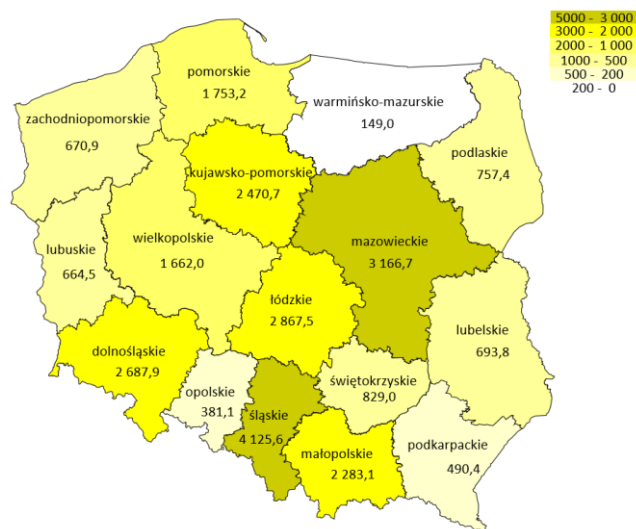 5000 - 3 000
3000 - 2 000
2000 - 1 000
1000 - 500
500 - 200
200 - 0
pomorskie
1 753,2
warmińsko-mazurskie
149,0
zachodniopomorskie
670,9
podlaskie
757,4
kujawsko-pomorskie
2 470,7
wielkopolskie
1 662,0
mazowieckie
3 166,7
lubuskie
664,5
łódzkie
2 867,5
lubelskie
693,8
dolnośląskie
2 687,9
opolskie
381,1
śląskie
4 125,6
świętokrzyskie
829,0
małopolskie
2 283,1
podkarpackie
490,4